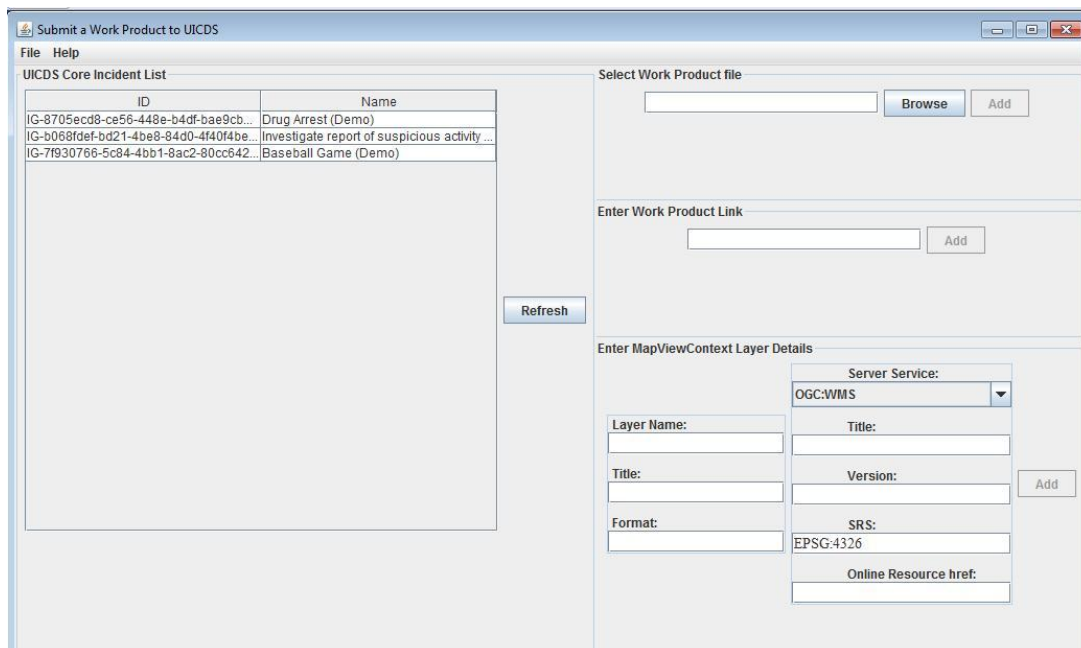 Submit a Work Product to UICDS
File Help
UICDS Core Incident List
ID Name
IG-8705ecd8-ce56-448e-b4df-bae9cb... Drug Arrest (Demo)
IG-b068fdef-bd21-4be8-84d0-4f40f4be... Investigate report of suspicious activity ...
IG-7f930766-5c84-4bb1-8ac2-80cc642... Baseball Game (Demo)
Refresh
Select Work Product file
Browse Add
Enter Work Product Link
Add
Enter MapViewContext Layer Details
Server Service:
OGC:WMS
Layer Name: Title:
Title: Version:
Add
Format: SRS:
EPSG:4326
Online Resource href: